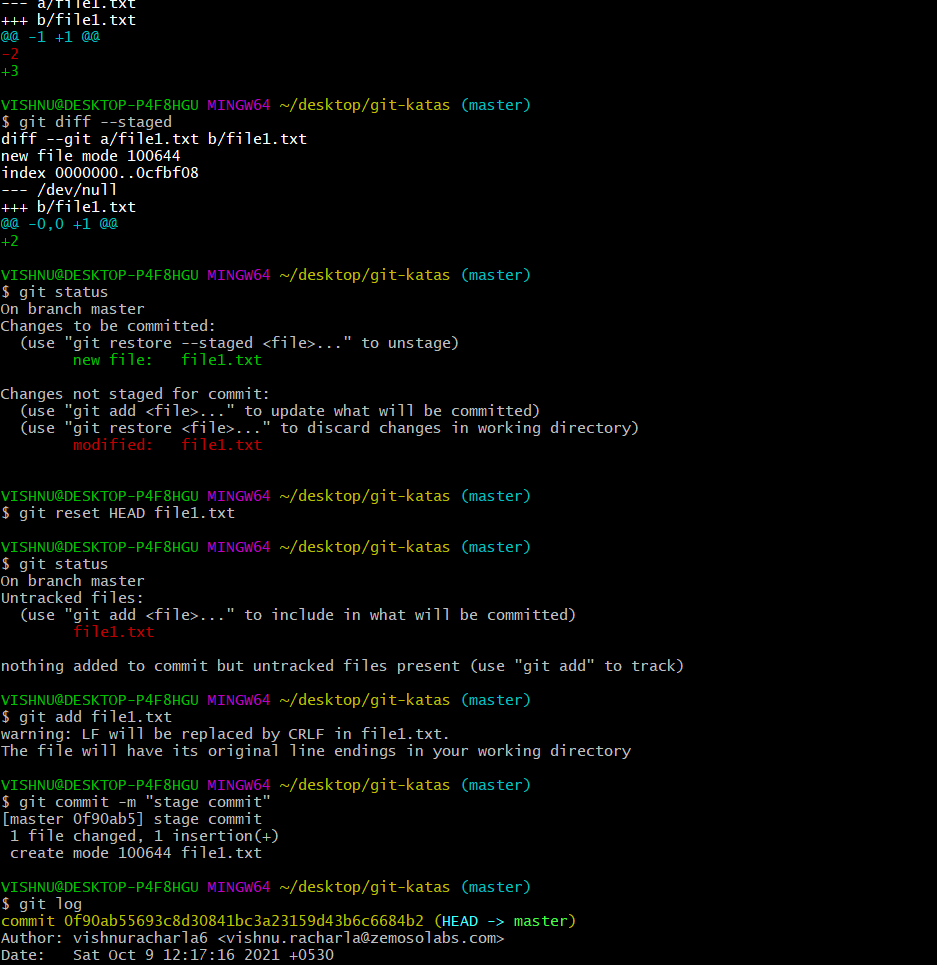 --- a/file1.txt
+++ b/file1.txt
@@ -1 +1 @@
-2
+3
VISHNU@DESKTOP-P4F8HGU MINGW64 ~/desktop/git-katas (master)
$ git diff --staged
diff --git a/file1.txt b/file1.txt
new file mode 100644
index 0000000..0cfbf08
--- /dev/null
+++ b/file1.txt
@@ -0,0 +1 @@
+2
VISHNU@DESKTOP-P4F8HGU MINGW64 ~/desktop/git-katas (master)
$ git status
On branch master
Changes to be committed:
  (use "git restore --staged <file>..." to unstage)
        new file:   file1.txt
Changes not staged for commit:
  (use "git add <file>..." to update what will be committed)
  (use "git restore <file>..." to discard changes in working directory)
        modified:   file1.txt
VISHNU@DESKTOP-P4F8HGU MINGW64 ~/desktop/git-katas (master)
$ git reset HEAD file1.txt
VISHNU@DESKTOP-P4F8HGU MINGW64 ~/desktop/git-katas (master)
$ git status
On branch master
Untracked files:
  (use "git add <file>..." to include in what will be committed)
        file1.txt
nothing added to commit but untracked files present (use "git add" to track)
VISHNU@DESKTOP-P4F8HGU MINGW64 ~/desktop/git-katas (master)
$ git add file1.txt
warning: LF will be replaced by CRLF in file1.txt.
The file will have its original line endings in your working directory
VISHNU@DESKTOP-P4F8HGU MINGW64 ~/desktop/git-katas (master)
$ git commit -m "stage commit"
[master 0f90ab5] stage commit
 1 file changed, 1 insertion(+)
 create mode 100644 file1.txt
VISHNU@DESKTOP-P4F8HGU MINGW64 ~/desktop/git-katas (master)
$ git log
commit 0f90ab55693c8d30841bc3a23159d43b6c6684b2 (HEAD -> master)
Author: vishnuracharla6 <vishnu.racharla@zemosolabs.com>
Date:   Sat Oct 9 12:17:16 2021 +0530